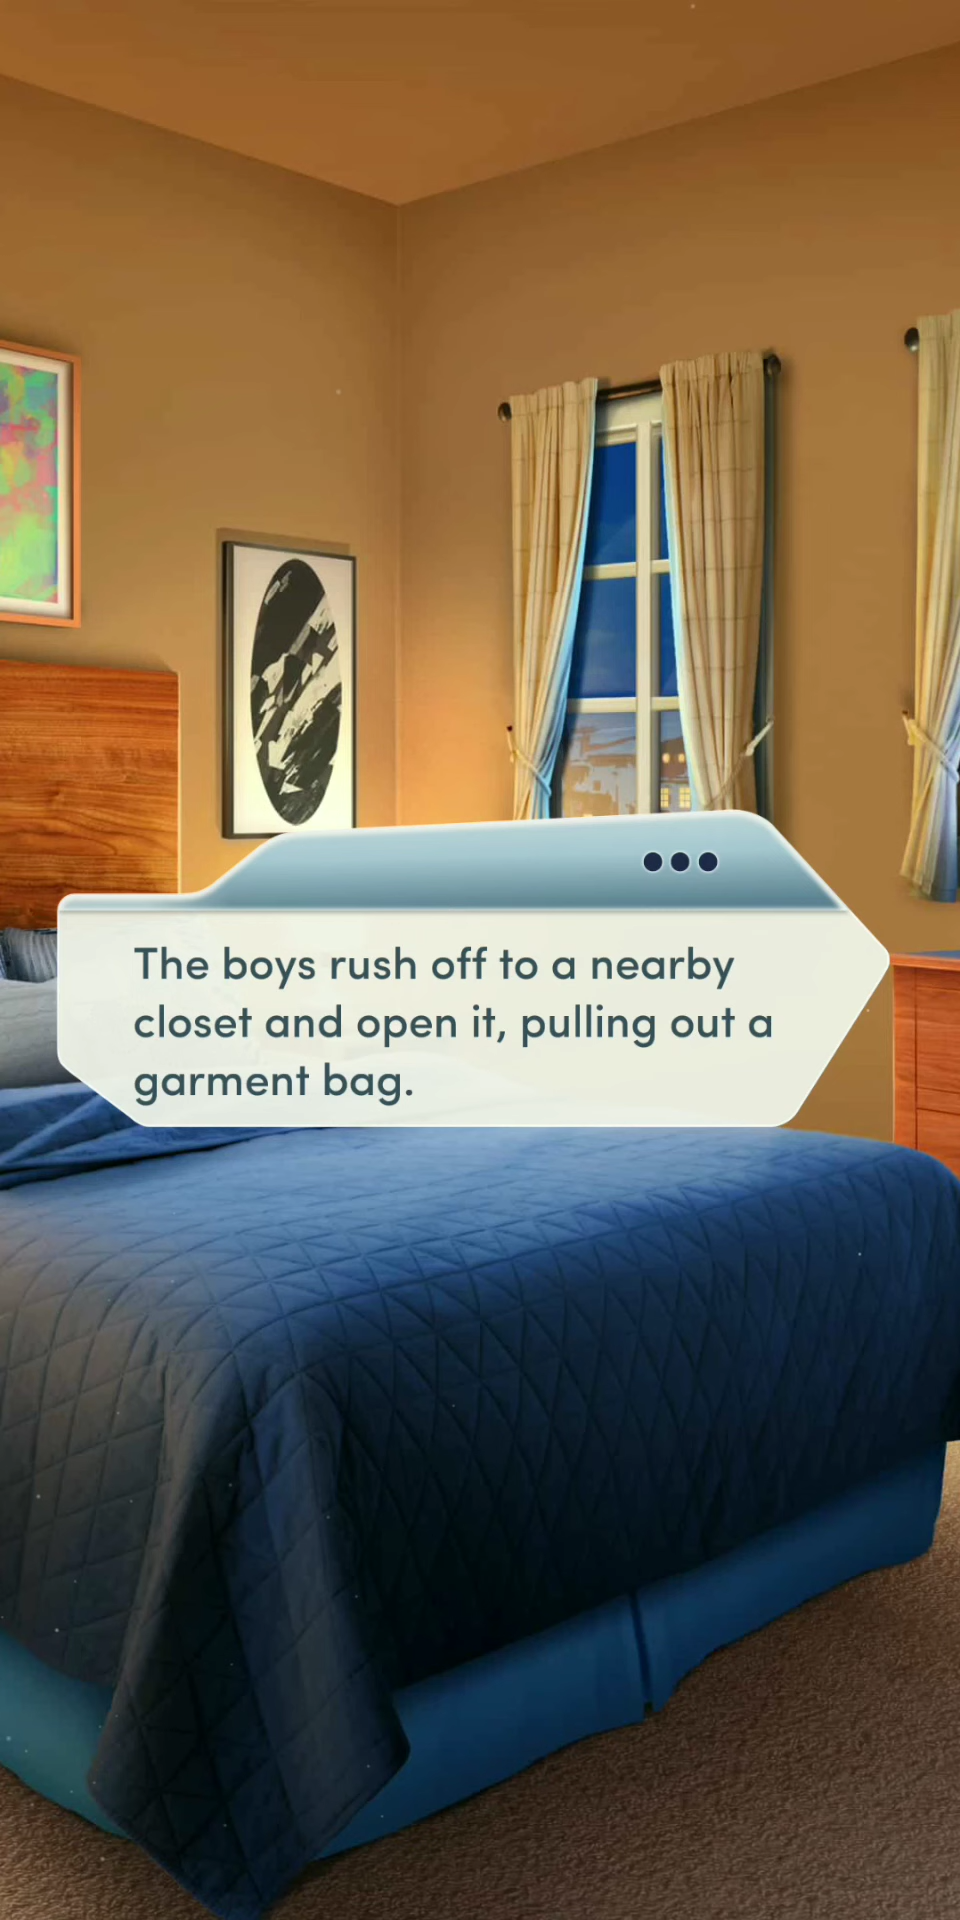 The boys rush off to a nearby
closet and open it, pulling out a
garment bag.